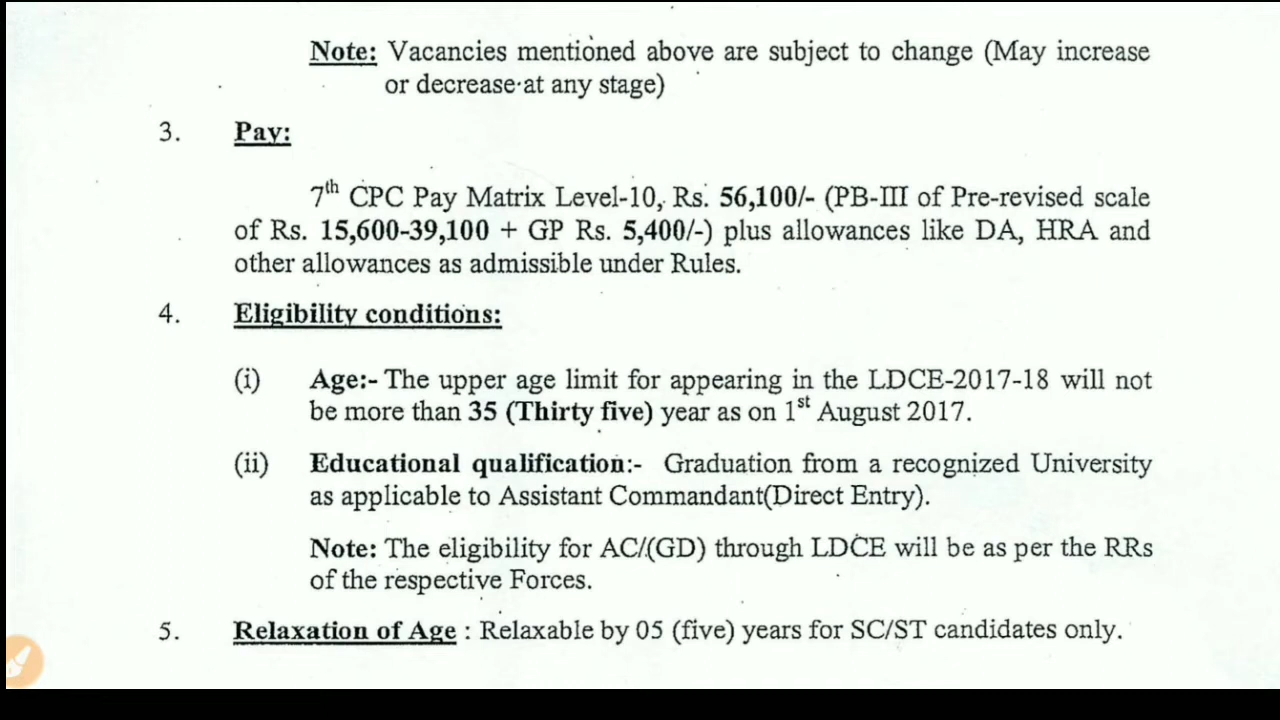 Note: Vacancies mentioned above are subject to change (May increase
or decrease at any stage)
3. Pay:
7th CPC Pay Matrix Level-10, Rs. 56,100/- (PB-III of Pre-revised scale
of Rs. 15,600-39,100 + GP Rs. 5,400/-) plus allowances like DA, HRA and
other allowances as admissible under Rules.
4. Eligibility conditions:
(i) Age:- The upper age limit for appearing in the LDCE-2017-18 will not
be more than 35 (Thirty five) year as on 1st August 2017.
(ii) Educational qualification:- Graduation from a recognized University
as applicable to Assistant Commandant(Direct Entry).
Note: The eligibility for AC/(GD) through LDCE will be as per the RRs
of the respective Forces.
5. Relaxation of Age : Relaxable by 05 (five) years for SC/ST candidates only.